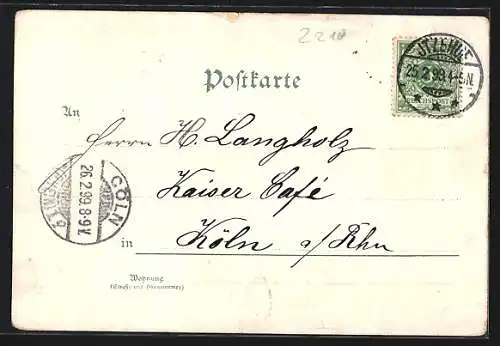 2210
Postkarte
ITZEHOE
25.2.99.4-5N.
An
Herrn H. Langholz
Kaiser Café
in Köln a/Rhn
CÖLN
26.2.99.8-9V.
Wohnung
(Straße und Hausnummer)